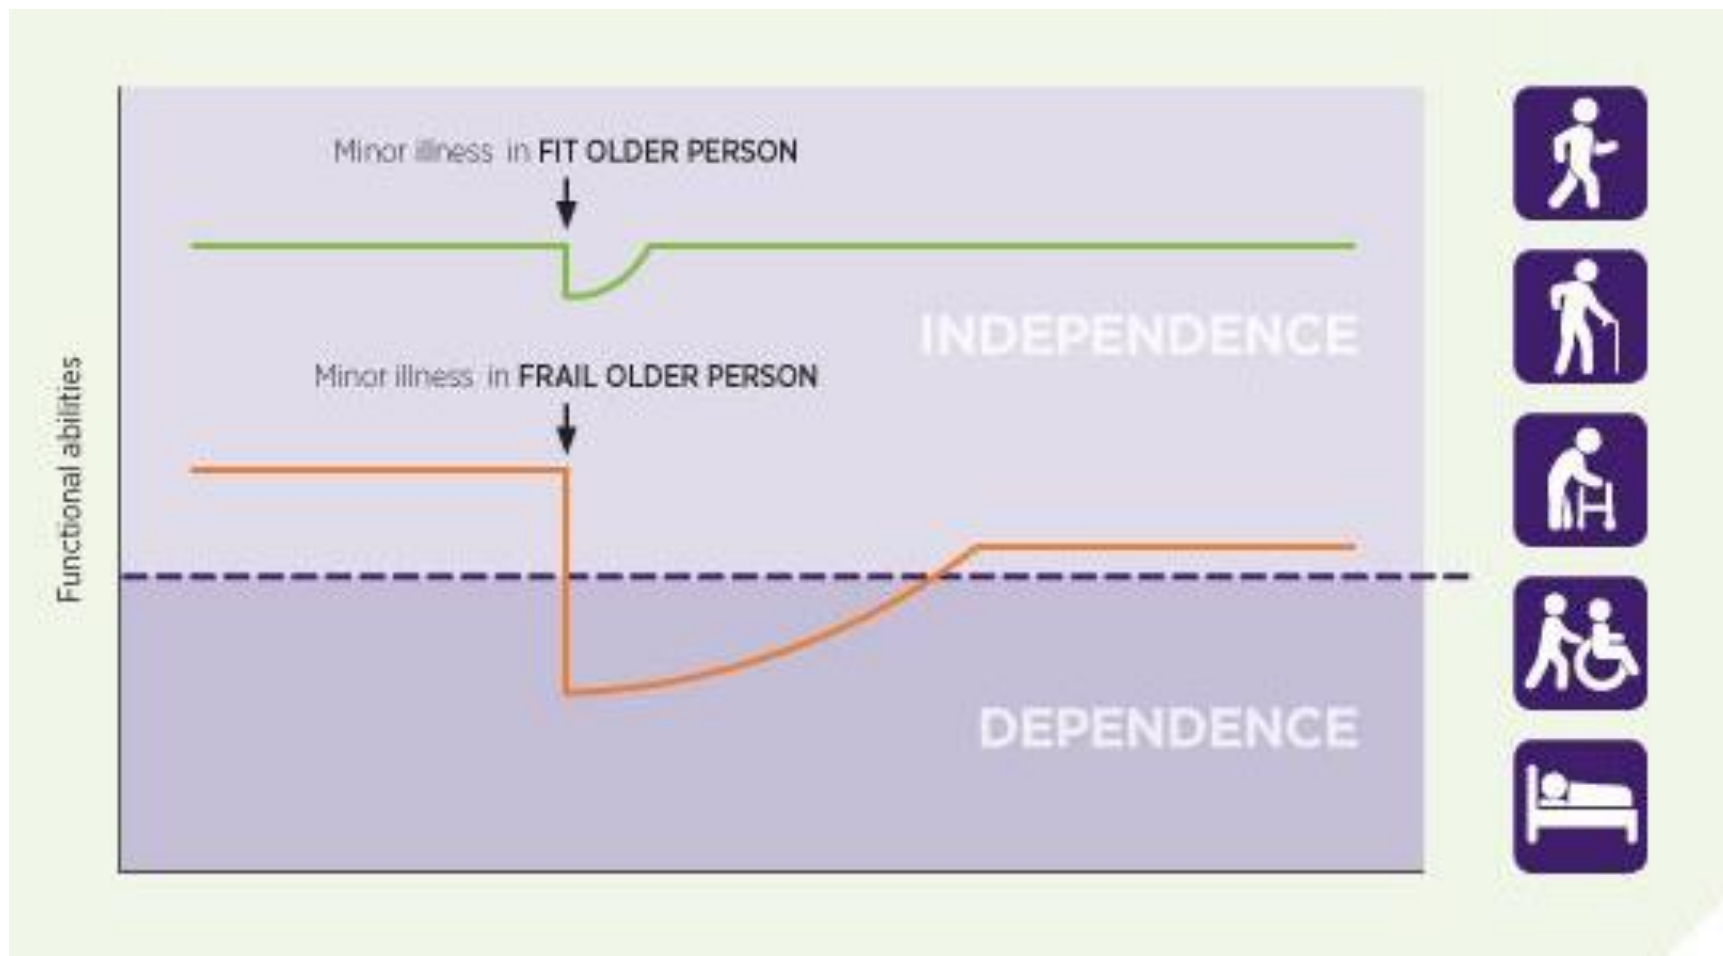 Minor illness in FIT OLDER PERSON
INDEPENDENCE
Minor illness in FRAIL OLDER PERSON
Functional abilities
DEPENDENCE